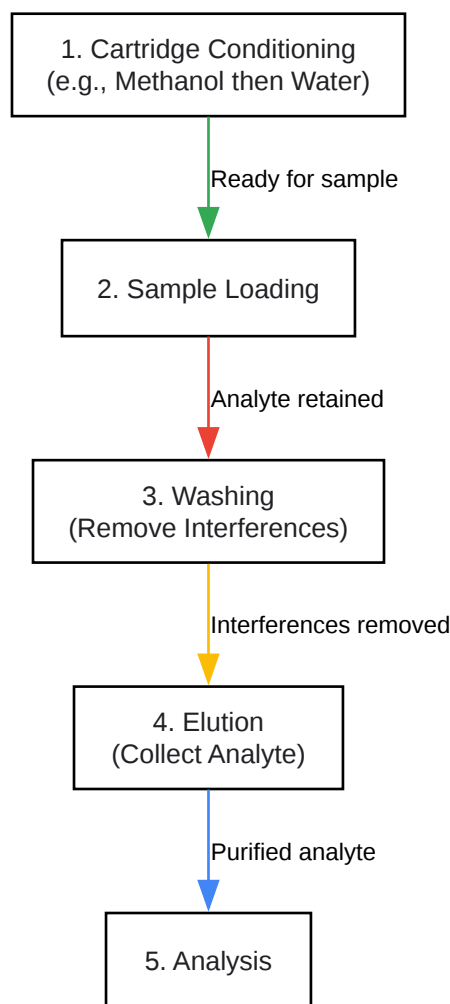 1. Cartridge Conditioning
(e.g., Methanol then Water)
Ready for sample
2. Sample Loading
Analyte retained
3. Washing
(Remove Interferences)
Interferences removed
4. Elution
(Collect Analyte)
Purified analyte
5. Analysis